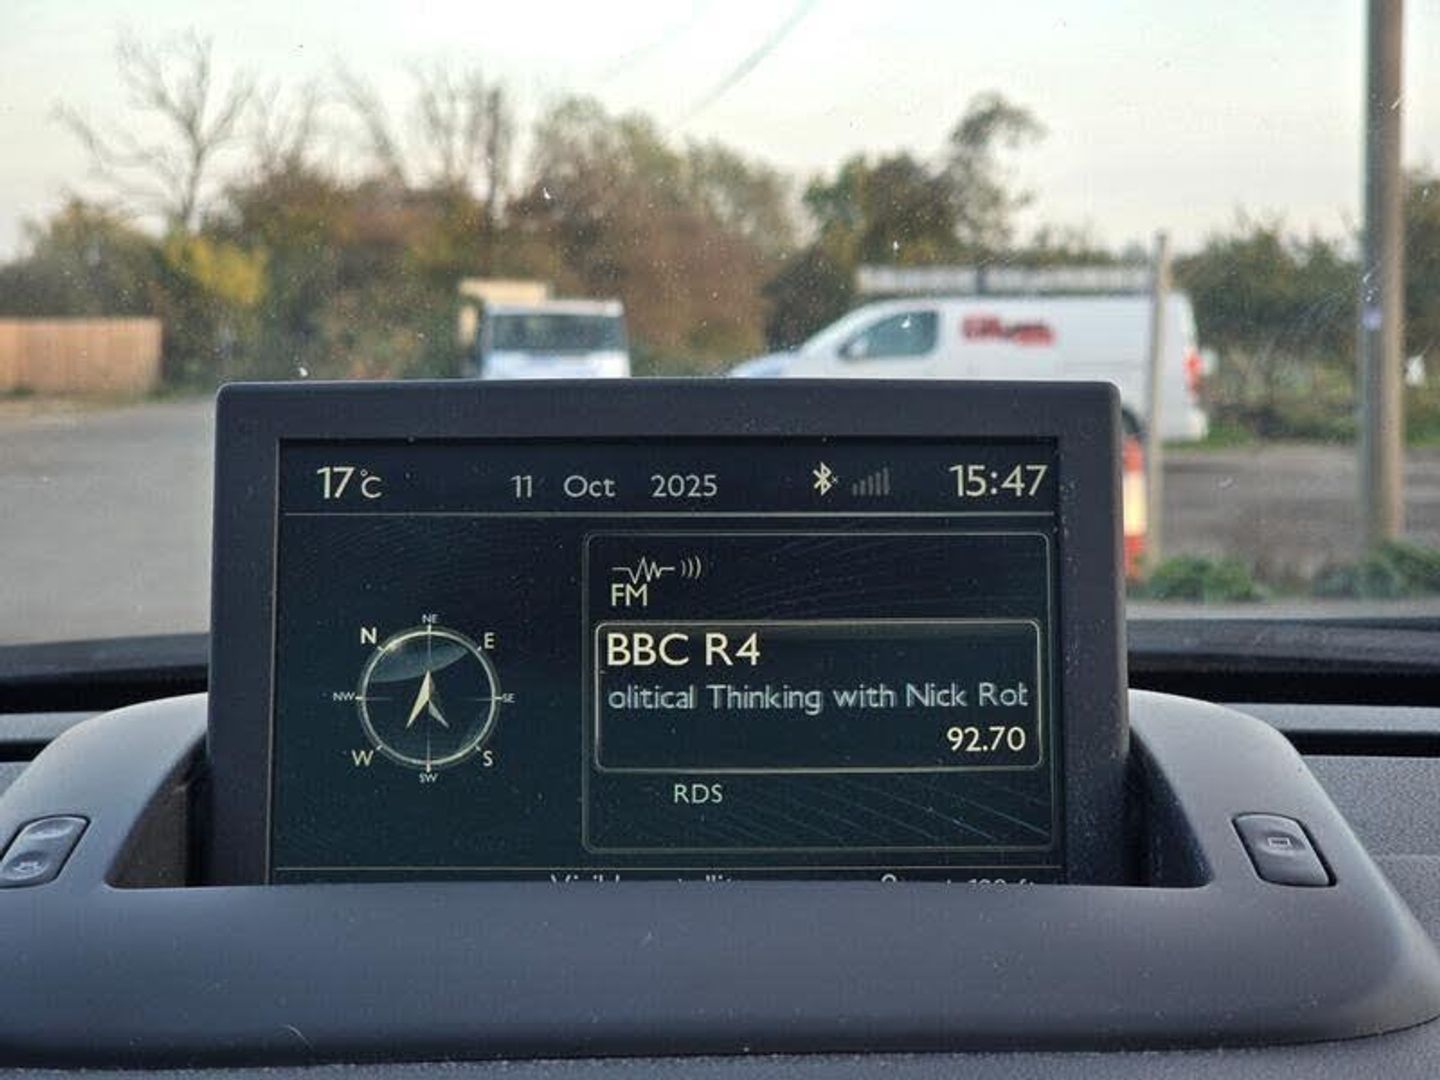 17°C 11 Oct 2025 15:47
FM
BBC R4
olitical Thinking with Nick Rot
92.70
RDS
NE
N E
NW SE
W S
SW